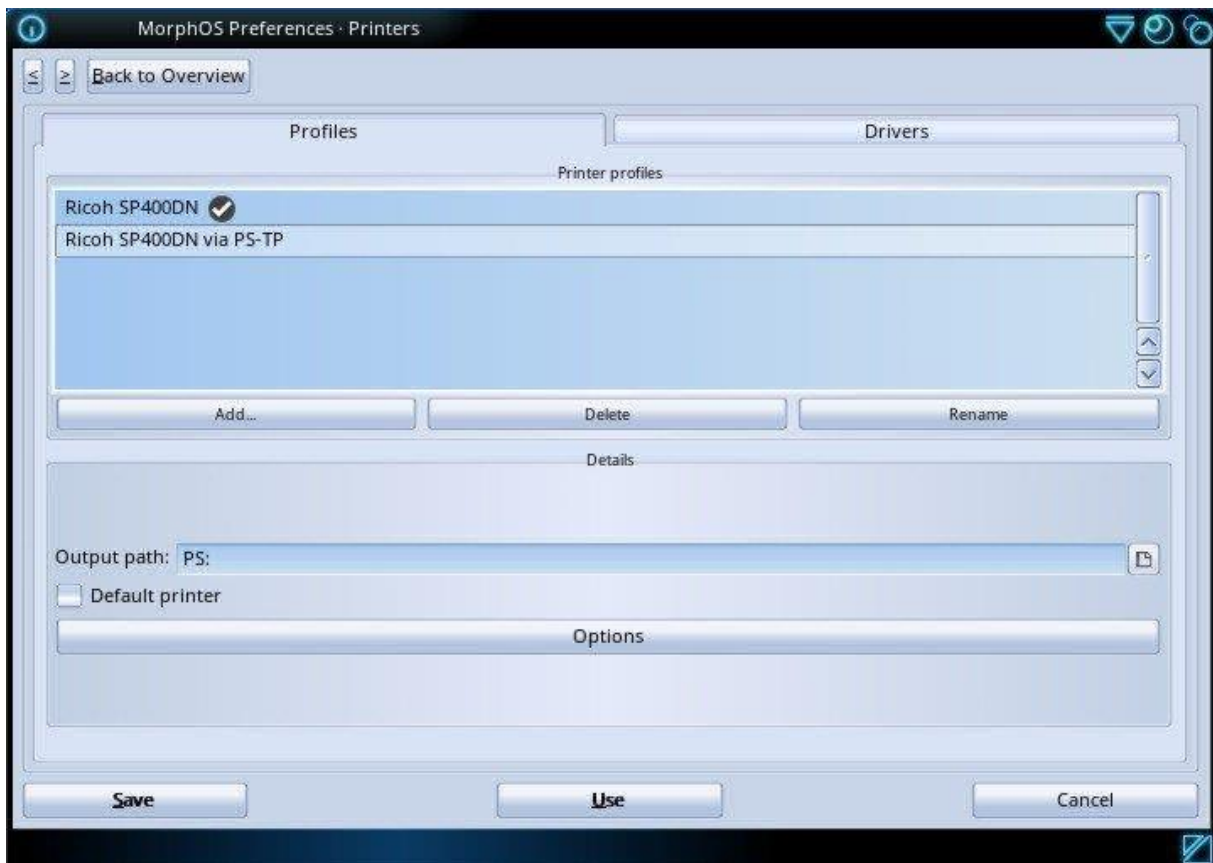 MorphOS Preferences · Printers
< > Back to Overview
Profiles Drivers
Printer profiles
Ricoh SP400DN
Ricoh SP400DN via PS-TP
Add... Delete Rename
Details
Output path: PS:
Default printer
Options
Save Use Cancel